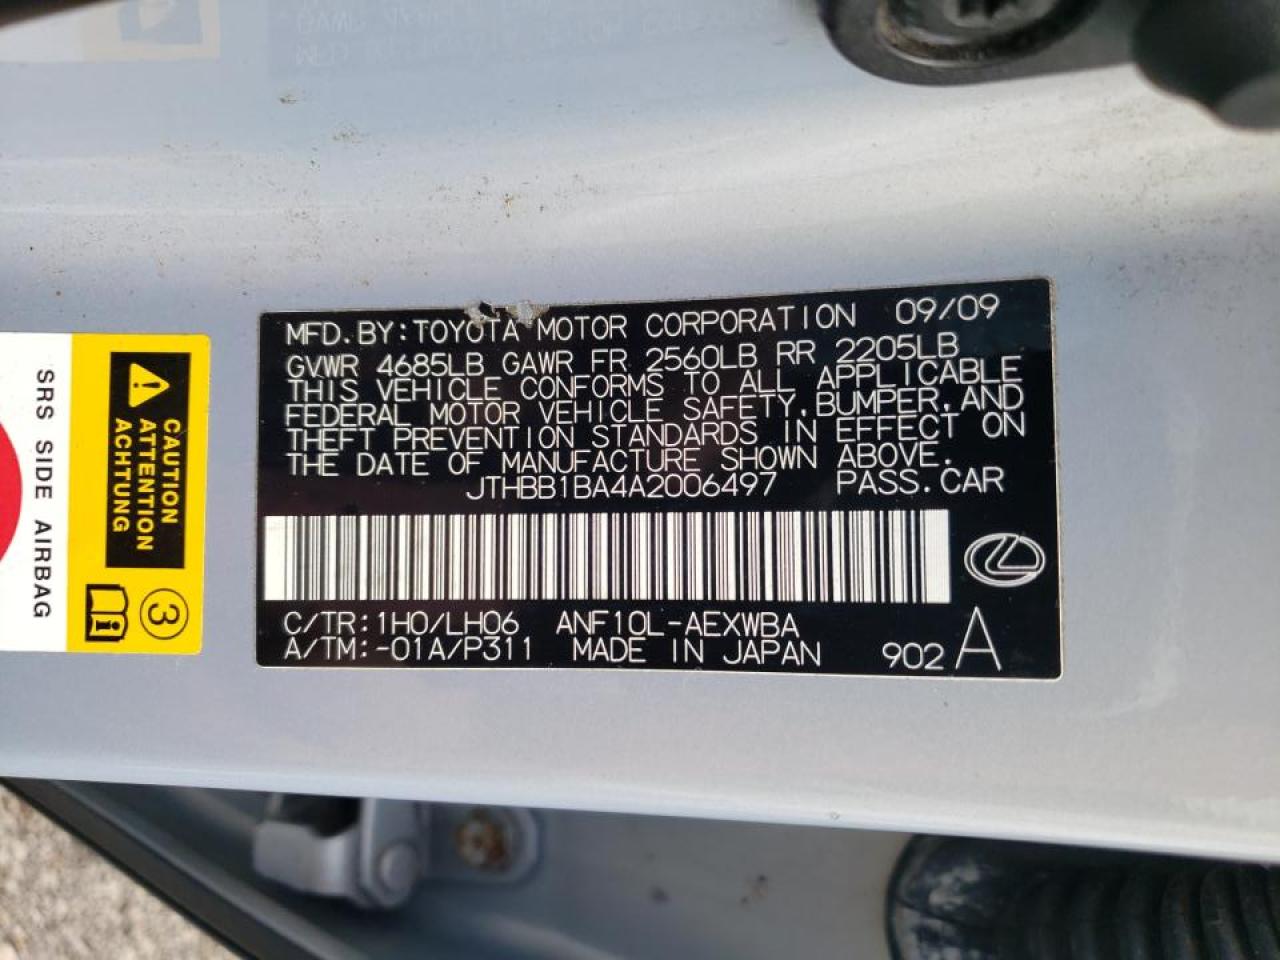 MFD.BY:TOYOTA MOTOR CORPORATION 09/09
GVWR 4685LB GAWR FR 2560LB RR 2205LB
THIS VEHICLE CONFORMS TO ALL APPLICABLE
FEDERAL MOTOR VEHICLE SAFETY,BUMPER,AND
THEFT PREVENTION STANDARDS IN EFFECT ON
THE DATE OF MANUFACTURE SHOWN ABOVE.
JTHBB1BA4A2006497 PASS.CAR
C/TR:1H0/LH06 ANF10L-AEXWBA
A/TM:-01A/P311 MADE IN JAPAN 902 A
CAUTION
ATTENTION
ACHTUNG
3
SRS SIDE AIRBAG